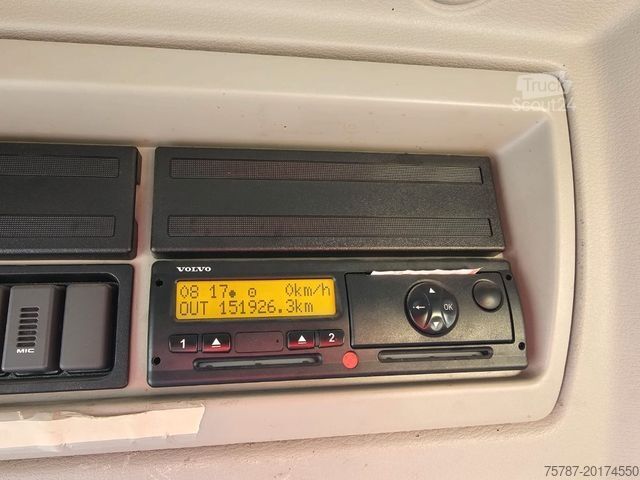 Truck
Scout24
VOLVO
08 17 0km/h
OUT 151926.3km
1 2
OK
MIC
75787-20174550